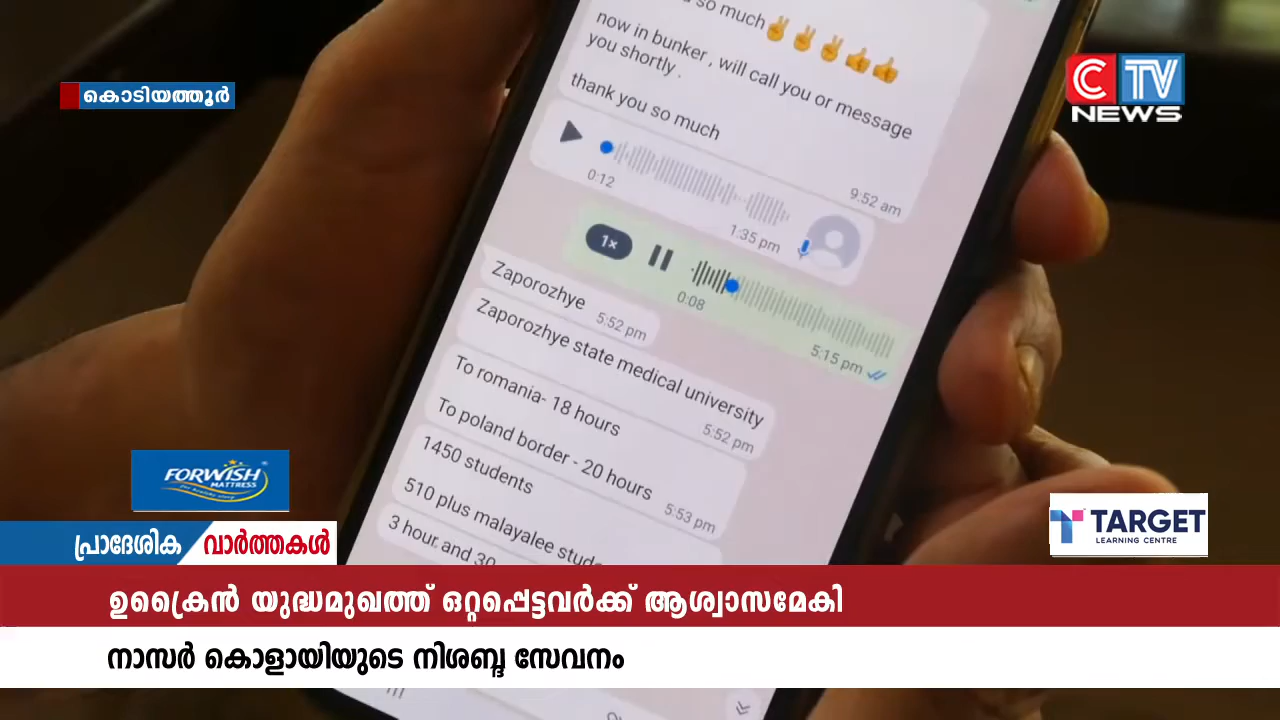 so much✌✌✌👍👍
now in bunker , will call you or message
you shortly .
thank you so much
9:52 am
കൊടിയത്തൂർ
CTV
NEWS
0:12
1:35 pm
1×
0:08
5:15 pm
Zaporozhye
5:52 pm
Zaporozhye state medical university
5:52 pm
To romania- 18 hours
To poland border - 20 hours
5:53 pm
1450 students
510 plus malayalee
3 hour and 30
FORWISH
MATTRESS
TARGET
LEARNING CENTRE
പ്രാദേശിക വാർത്തകൾ
ഉക്രൈൻ യുദ്ധമുഖത്ത് ഒറ്റപ്പെട്ടവർക്ക് ആശ്വാസമേകി
നാസർ കൊളായിയുടെ നിശബ്ദ സേവനം